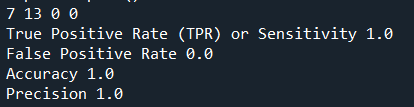 7 13 0 0
True Positive Rate (TPR) or Sensitivity 1.0
False Positive Rate 0.0
Accuracy 1.0
Precision 1.0